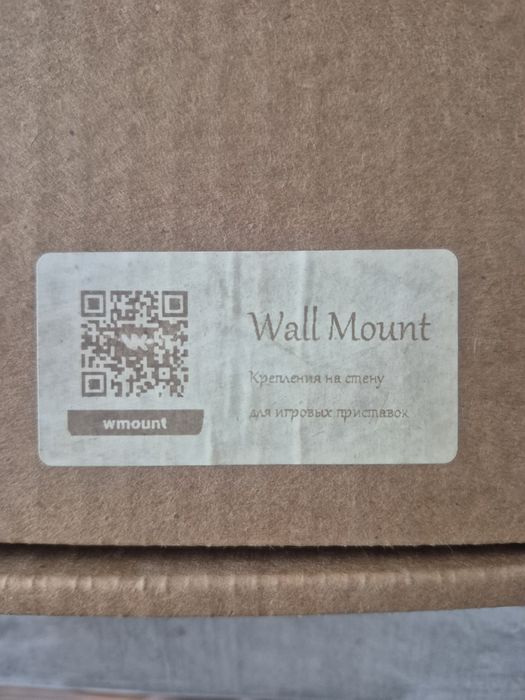 Wall Mount
Крепления на стену
для игровых приставок
wmount